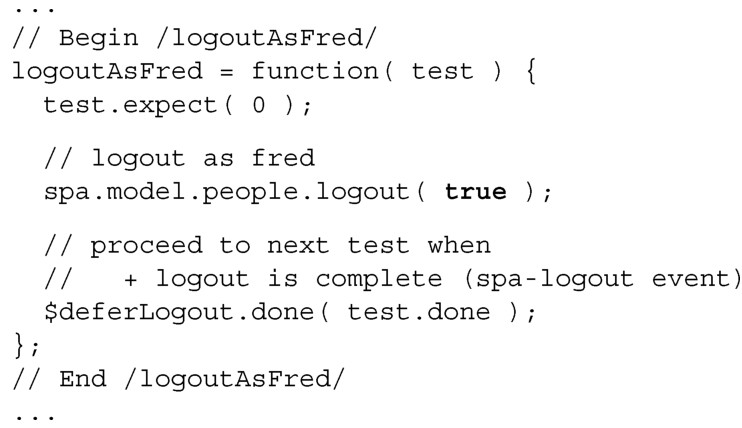 ...
// Begin /logoutAsFred/
logoutAsFred = function( test ) {
  test.expect( 0 );
  // logout as fred
  spa.model.people.logout( true );
  // proceed to next test when
  //   + logout is complete (spa-logout event)
  $deferLogout.done( test.done );
};
// End /logoutAsFred/
...